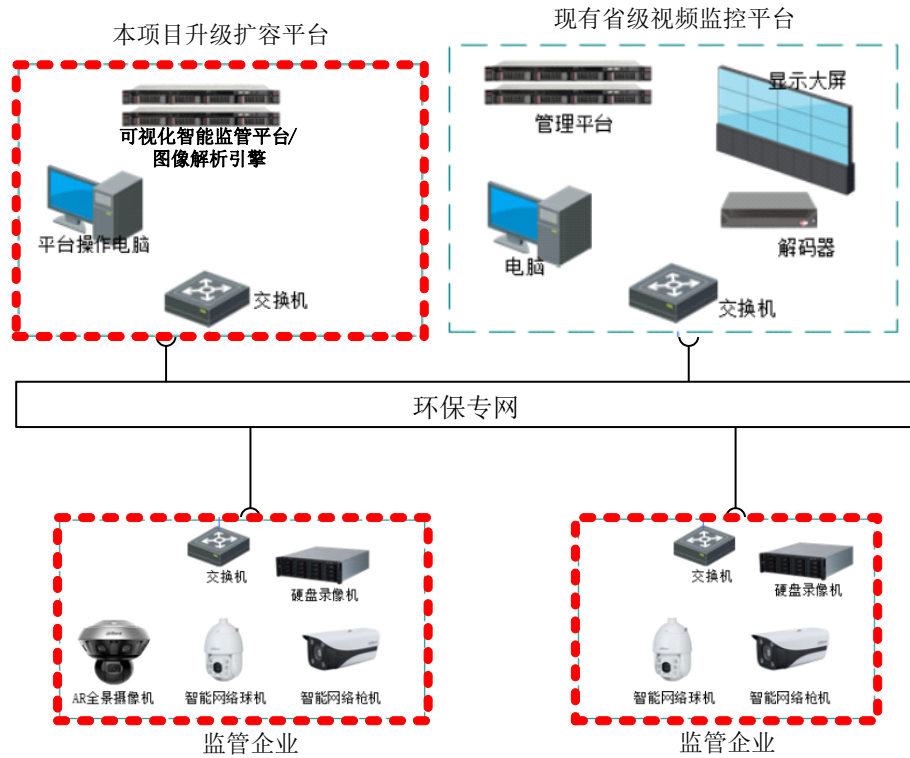 本项目升级扩容平台
现有省级视频监控平台
可视化智能监管平台/
图像解析引擎
平台操作电脑
交换机
管理平台
显示大屏
电脑
解码器
交换机
环保专网
交换机
硬盘录像机
AR全景摄像机
智能网络球机
智能网络枪机
监管企业
交换机
硬盘录像机
智能网络球机
智能网络枪机
监管企业